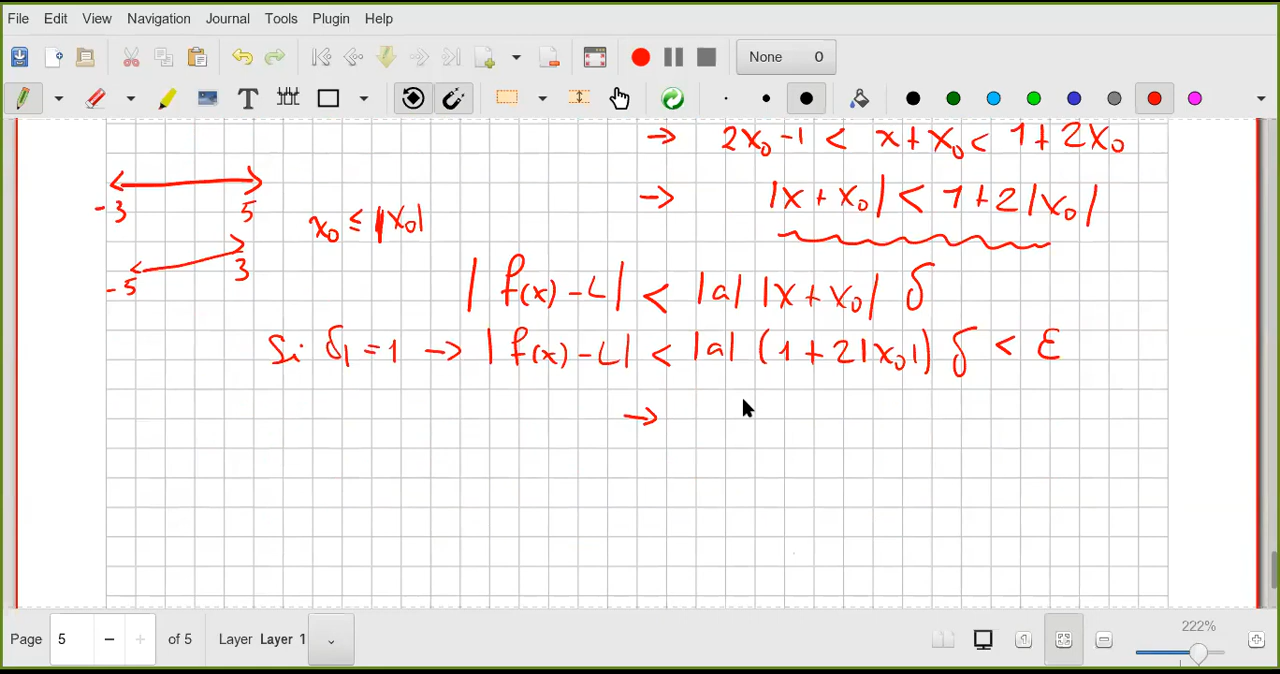 File Edit View Navigation Journal Tools Plugin Help
None 0
→ 2x₀-1 < x+x₀ < 1+2x₀
→ |x+x₀| < 1+2|x₀|
-3 5
x₀ ≤ |x₀|
-5 3
|f(x)-L| < |a| |x+x₀| δ
Si δ₁=1 → |f(x)-L| < |a| (1+2|x₀|) δ < ε
→
Page 5 of 5 Layer Layer 1 222%